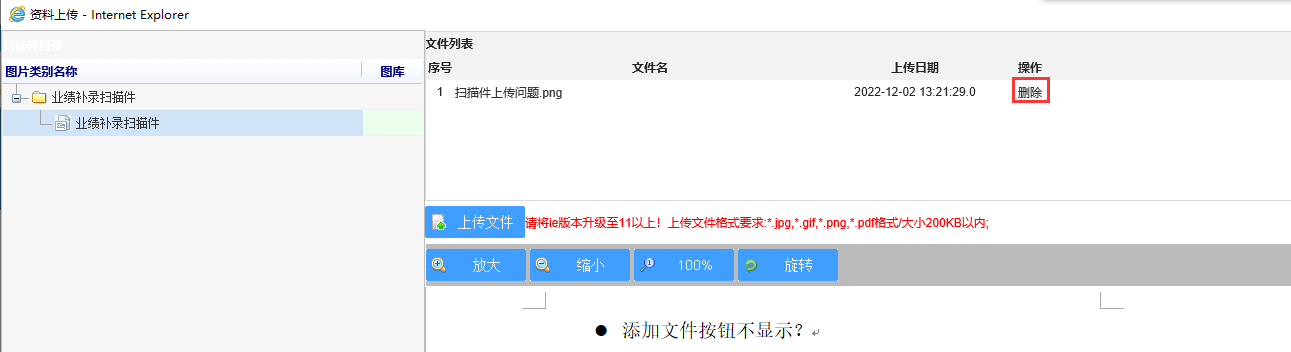 资料上传 - Internet Explorer
扫描件目录
图片类别名称 图库
业绩补录扫描件
业绩补录扫描件
文件列表
序号 文件名 上传日期 操作
1 扫描件上传问题.png 2022-12-02 13:21:29.0 删除
上传文件 请将ie版本升级至11以上！上传文件格式要求:*.jpg,*.gif,*.png,*.pdf格式/大小200KB以内;
放大 缩小 100% 旋转
● 添加文件按钮不显示？